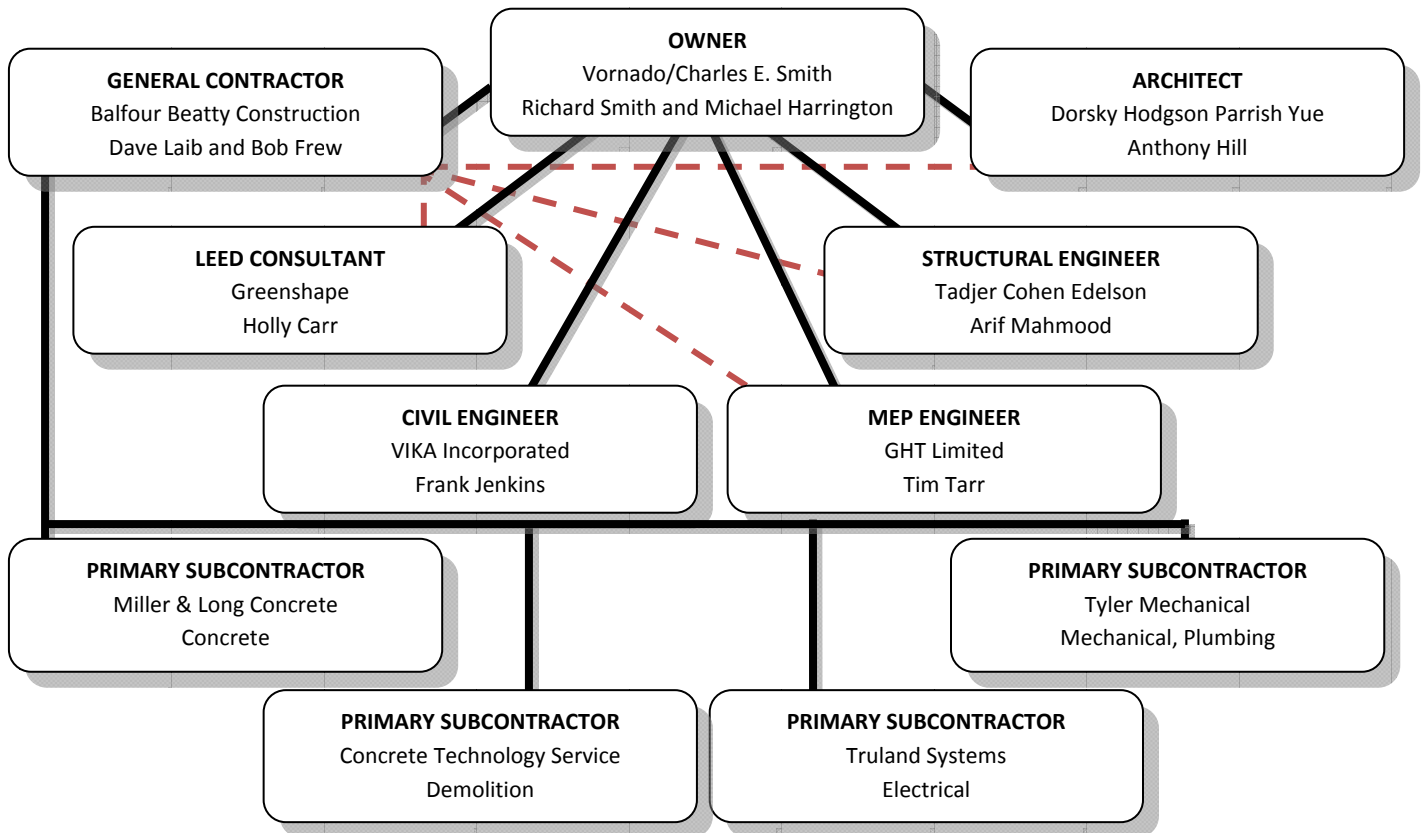 OWNER
Vornado/Charles E. Smith
Richard Smith and Michael Harrington
GENERAL CONTRACTOR
Balfour Beatty Construction
Dave Laib and Bob Frew
ARCHITECT
Dorsky Hodgson Parrish Yue
Anthony Hill
LEED CONSULTANT
Greenshape
Holly Carr
STRUCTURAL ENGINEER
Tadjer Cohen Edelson
Arif Mahmood
CIVIL ENGINEER
VIKA Incorporated
Frank Jenkins
MEP ENGINEER
GHT Limited
Tim Tarr
PRIMARY SUBCONTRACTOR
Miller & Long Concrete
Concrete
PRIMARY SUBCONTRACTOR
Tyler Mechanical
Mechanical, Plumbing
PRIMARY SUBCONTRACTOR
Concrete Technology Service
Demolition
PRIMARY SUBCONTRACTOR
Truland Systems
Electrical